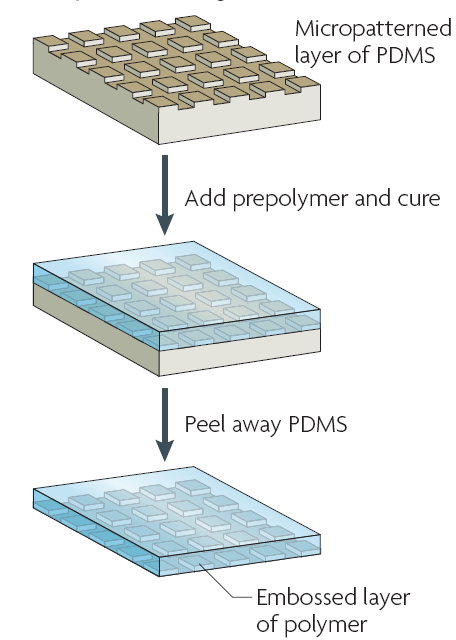 Micropatterned
layer of PDMS
Add prepolymer and cure
Peel away PDMS
Embossed layer
of polymer